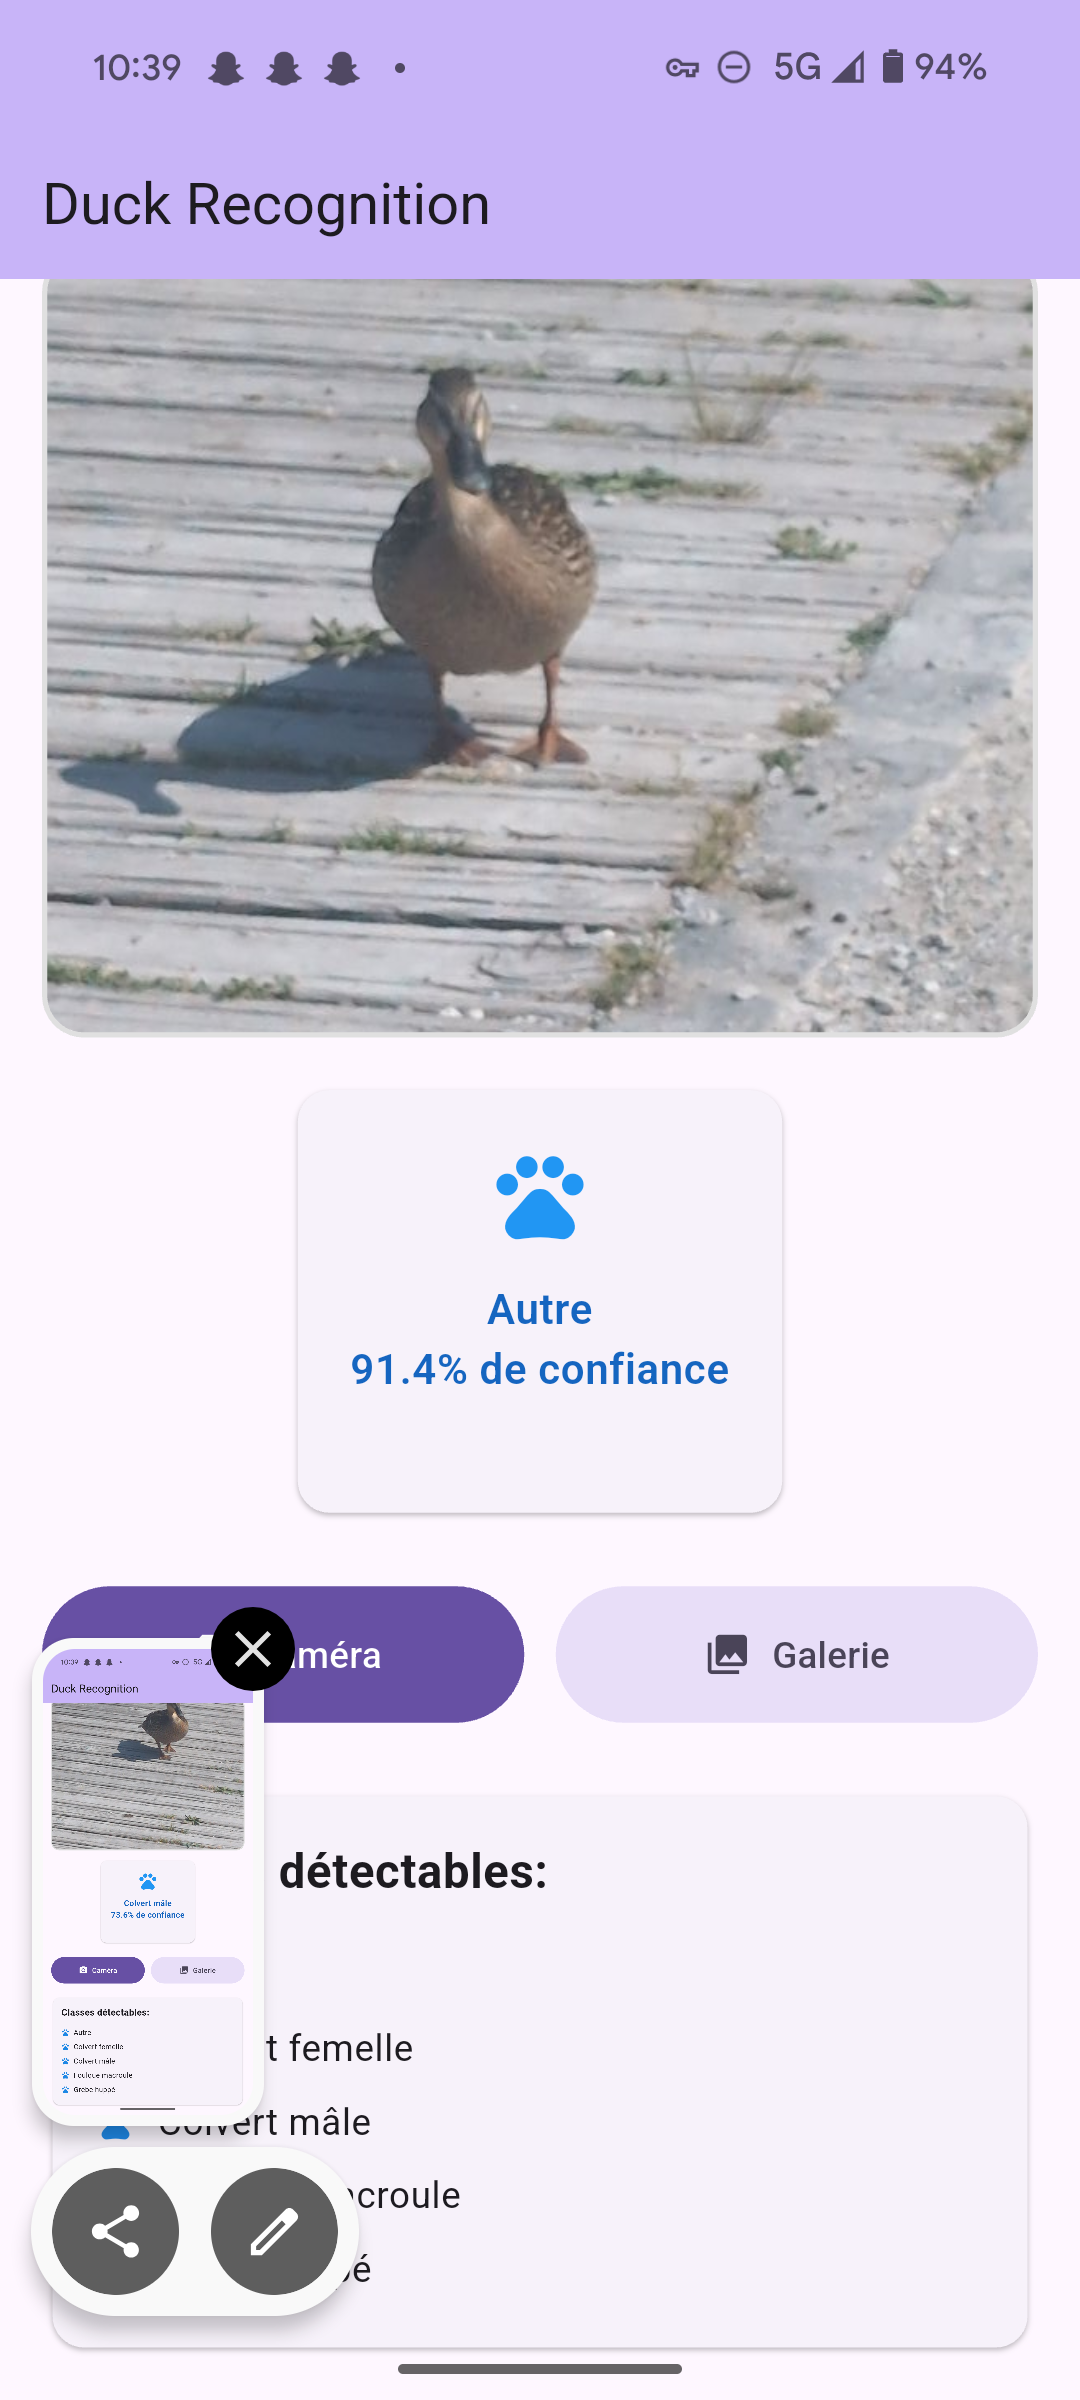 10:39 5G 94%
Duck Recognition
Autre
91.4% de confiance
améra
Galerie
10:39 5G
Duck Recognition
Colvert mâle
73.6% de confiance
Caméra Galerie
Classes détectables:
Autre
Colvert femelle
Colvert mâle
Foulque macroule
Grèbe huppé
détectables:
t femelle
Colvert mâle
acroule
pé